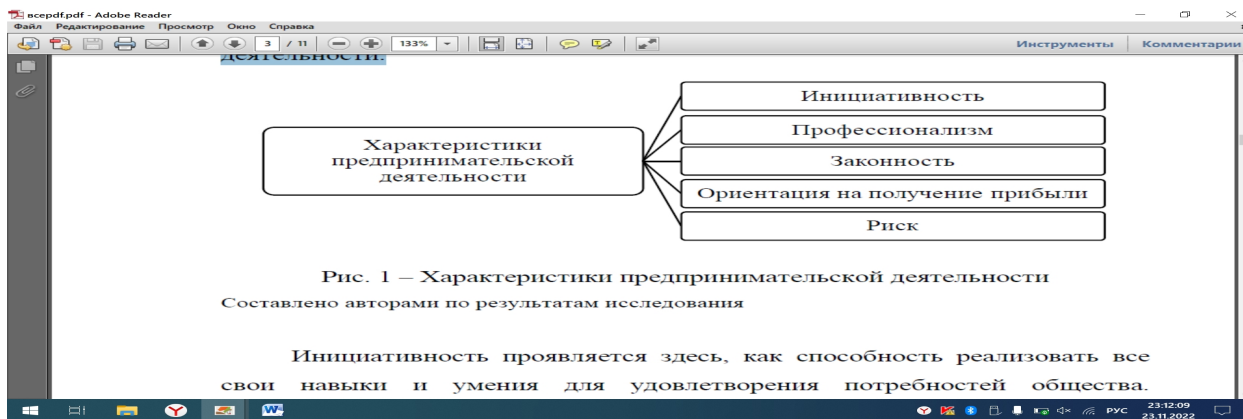 всеpdf.pdf - Adobe Reader
Файл Редактирование Просмотр Окно Справка
3 / 11 133% Инструменты Комментарии
деятельности.
Характеристики
предпринимательской
деятельности
Инициативность
Профессионализм
Законность
Ориентация на получение прибыли
Риск
Рис. 1 – Характеристики предпринимательской деятельности
Составлено авторами по результатам исследования
Инициативность проявляется здесь, как способность реализовать все
свои навыки и умения для удовлетворения потребностей общества.
РУС
23:12:09
23.11.2022